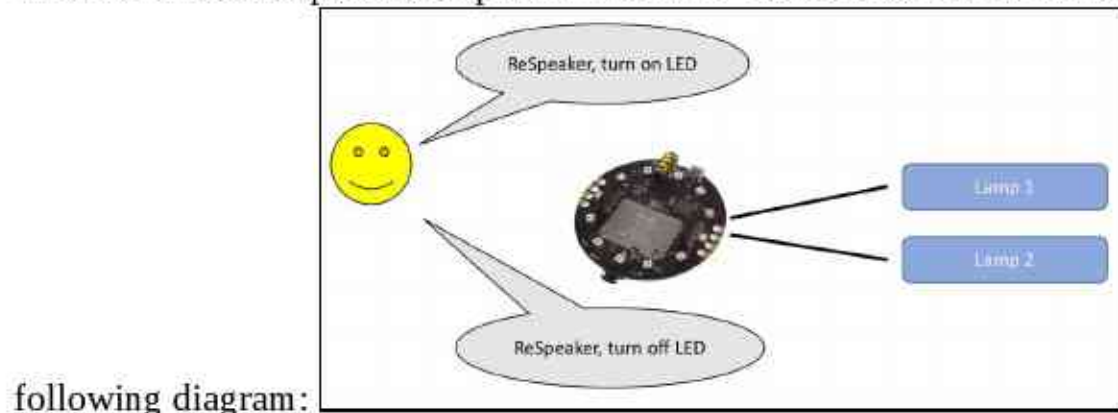 ReSpeaker, turn on LED
Lamp 1
Lamp 2
ReSpeaker, turn off LED
following diagram: